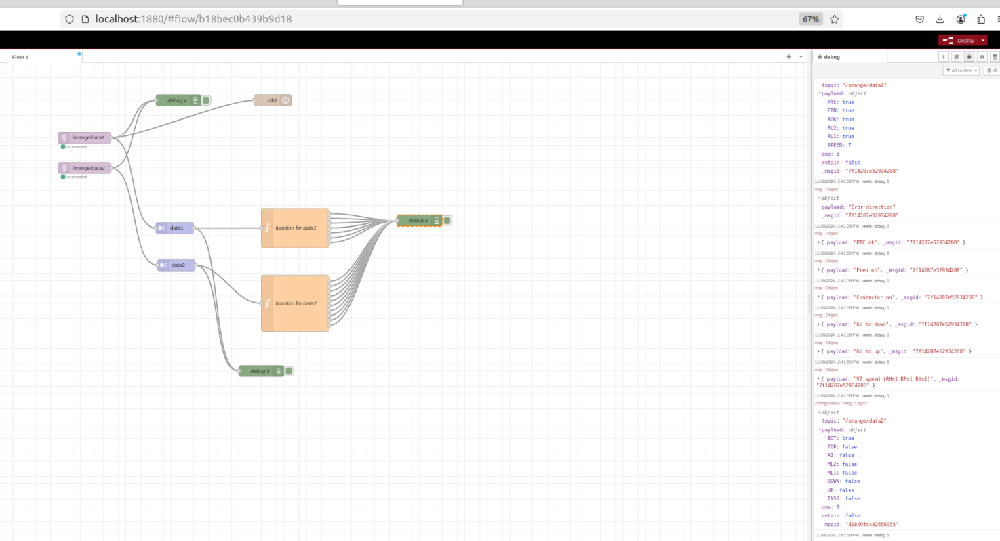 localhost:1880/#flow/b18bec0b439b9d18
67%
Deploy
Flow 1
debug
all nodes
all
debug 4
db1
/orange/data1
connected
/orange/data2
connected
data1
function for data1
debug 6
data2
function for data2
debug 5
topic: "/orange/data1"
payload: object
PTC: true
FRN: true
RGK: true
RU2: true
RU1: true
SPEED: 7
qos: 0
retain: false
_msgid: "7f14287e52934208"
11/30/2024, 2:41:59 PM node: debug 6
msg : Object
object
payload: "Eror direction"
_msgid: "7f14287e52934208"
11/30/2024, 2:41:59 PM node: debug 6
msg : Object
{ payload: "PTC ok", _msgid: "7f14287e52934208" }
11/30/2024, 2:41:59 PM node: debug 6
msg : Object
{ payload: "Fren on", _msgid: "7f14287e52934208" }
11/30/2024, 2:41:59 PM node: debug 6
msg : Object
{ payload: "Contactor on", _msgid: "7f14287e52934208" }
11/30/2024, 2:41:59 PM node: debug 6
msg : Object
{ payload: "Go to down", _msgid: "7f14287e52934208" }
11/30/2024, 2:41:59 PM node: debug 6
msg : Object
{ payload: "Go to up", _msgid: "7f14287e52934208" }
11/30/2024, 2:41:59 PM node: debug 6
msg : Object
{ payload: "V7 speed (RH=1 RF=1 RY=1)", _msgid:
"7f14287e52934208" }
11/30/2024, 2:41:59 PM node: debug 5
/orange/data2 : msg : Object
object
topic: "/orange/data2"
payload: object
BOT: true
TOP: false
A3: false
ML2: false
ML1: false
DOWN: false
UP: false
INSP: false
qos: 0
retain: false
_msgid: "408b9fc482658955"
11/30/2024, 2:41:59 PM node: debug 6